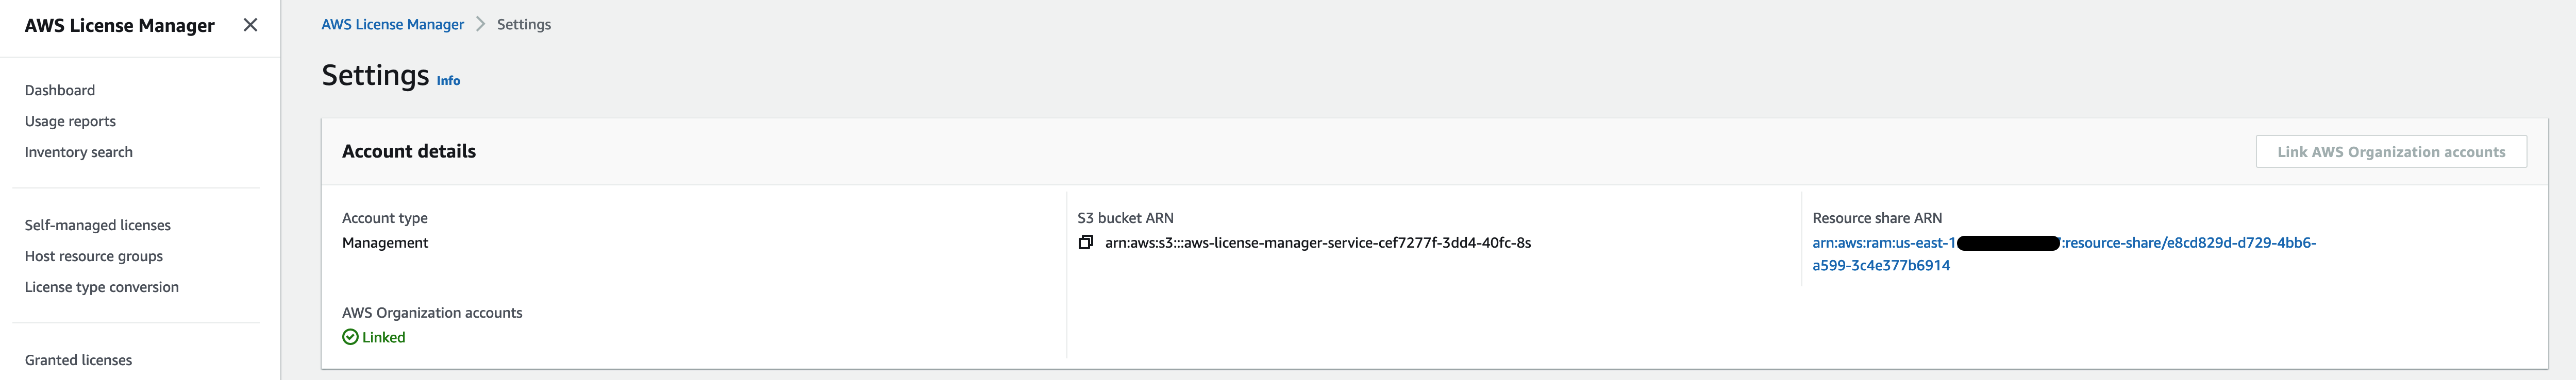 AWS License Manager
Dashboard
Usage reports
Inventory search
Self-managed licenses
Host resource groups
License type conversion
Granted licenses
AWS License Manager > Settings
Settings Info
Account details
Link AWS Organization accounts
Account type
Management
AWS Organization accounts
Linked
S3 bucket ARN
arn:aws:s3:::aws-license-manager-service-cef7277f-3dd4-40fc-8s
Resource share ARN
arn:aws:ram:us-east-1 :resource-share/e8cd829d-d729-4bb6-
a599-3c4e377b6914